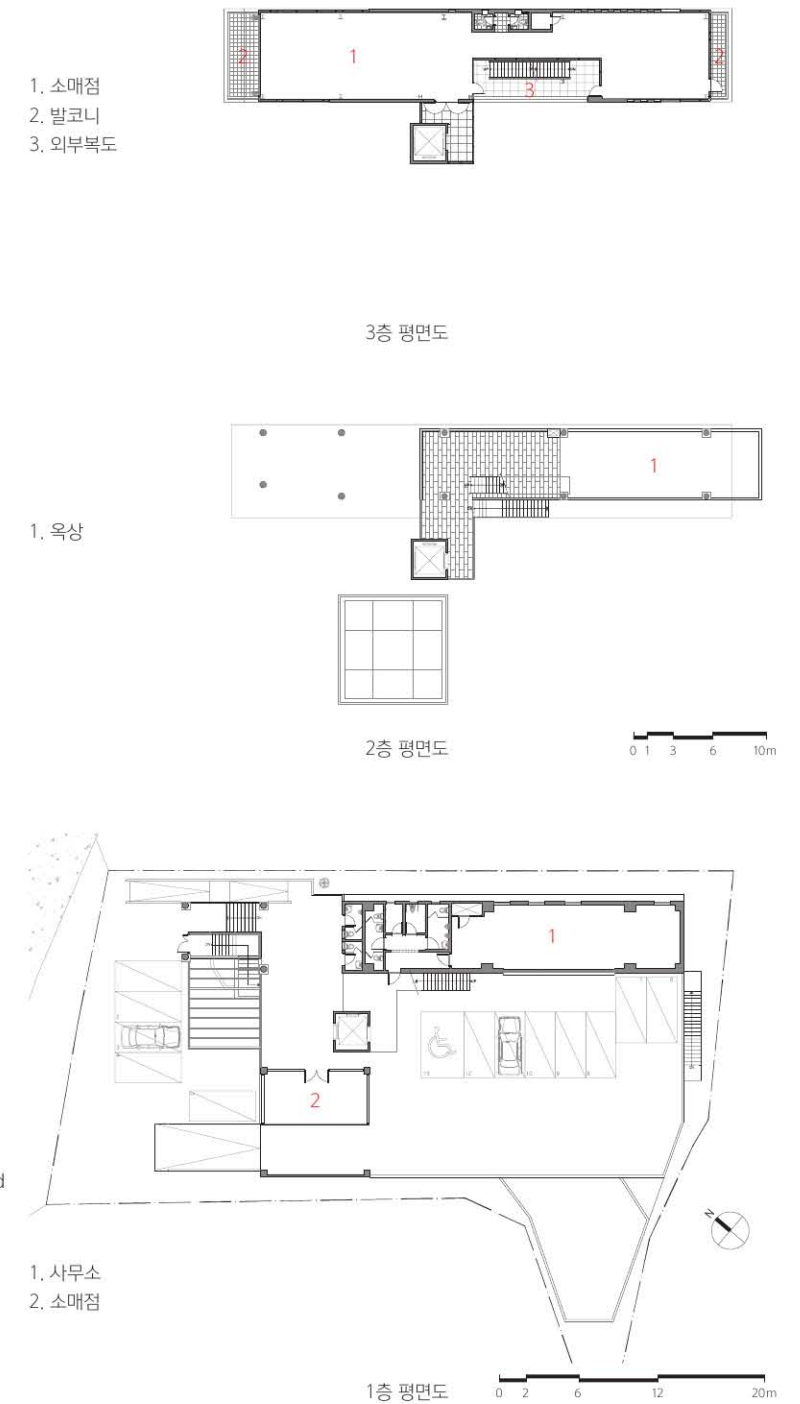 1
2
2
3
1. 소매점
2. 발코니
3. 외부복도
3층 평면도
1
1. 옥상
2층 평면도
0 1 3 6 10m
1
2
N
1. 사무소
2. 소매점
1층 평면도
0 2 6 12 20m